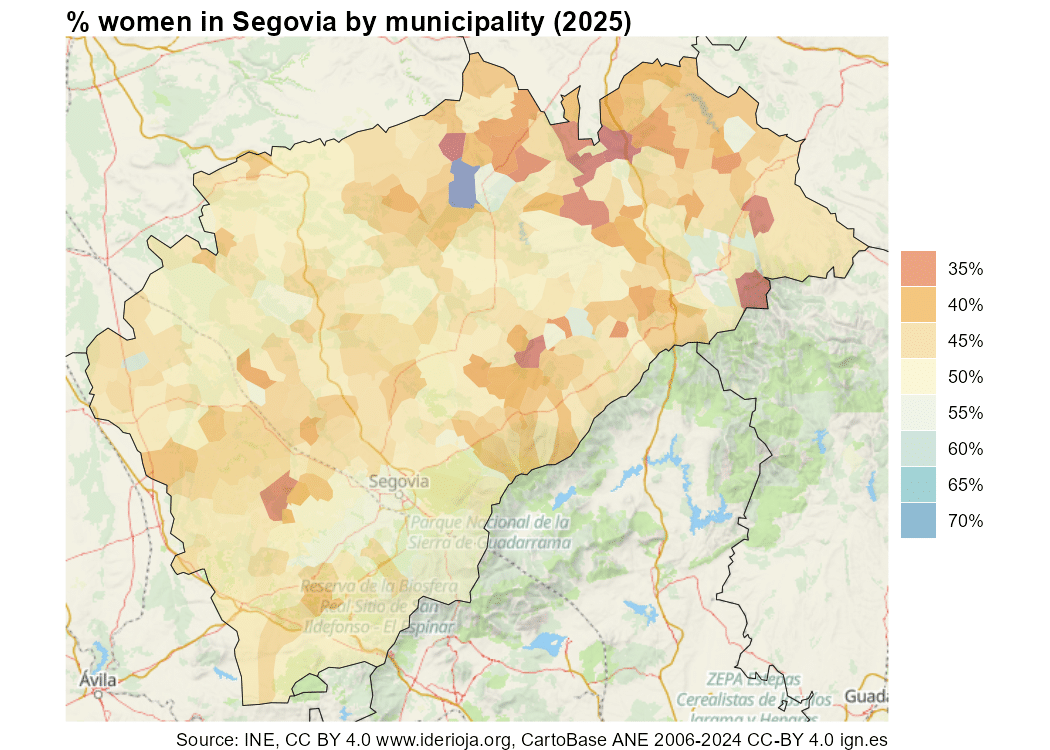 % women in Segovia by municipality (2025)
35%
40%
45%
50%
55%
60%
65%
70%
Segovia
Parque Nacional de la
Sierra de Guadarrama
Reserva de la Biosfera
Real Sitio de San
Ildefonso - El Espinar
Ávila
ZEPA Estepas
Cerealistas de los ríos
Jarama y Henares
Guada
Source: INE, CC BY 4.0 www.iderioja.org, CartoBase ANE 2006-2024 CC-BY 4.0 ign.es